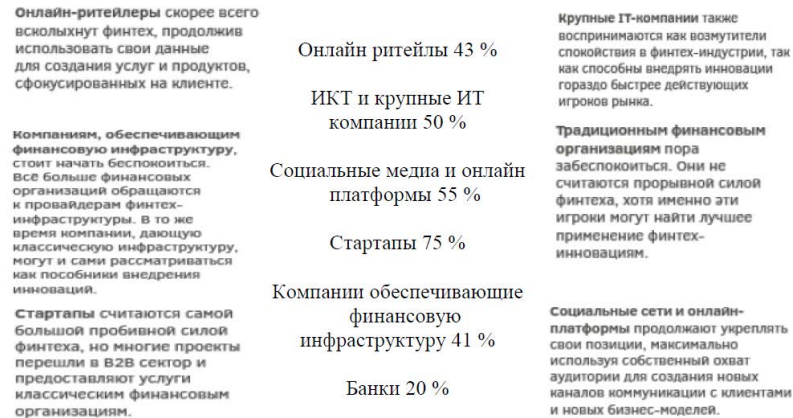 Онлайн-ритейлеры скорее всего
всколыхнут финтех, продолжив
использовать свои данные
для создания услуг и продуктов,
сфокусированных на клиенте.
Компаниям, обеспечивающим
финансовую инфраструктуру,
стоит начать беспокоиться.
Всё больше финансовых
организаций обращаются
к провайдерам финтех-
инфраструктуры. В то же
время компании, дающую
классическую инфраструктуру,
могут и сами рассматриваться
как пособники внедрения
инноваций.
Стартапы считаются самой
большой пробивной силой
финтеха, но многие проекты
перешли в B2B сектор и
предоставляют услуги
классическим финансовым
организациям.
Онлайн ритейлы 43 %
ИКТ и крупные ИТ
компании 50 %
Социальные медиа и онлайн
платформы 55 %
Стартапы 75 %
Компании обеспечивающие
финансовую
инфраструктуру 41 %
Банки 20 %
Крупные IT-компании также
воспринимаются как возмутители
спокойствия в финтех-индустрии, так
как способны внедрять инновации
гораздо быстрее действующих
игроков рынка.
Традиционным финансовым
организациям пора
забеспокоиться. Они не
считаются прорывной силой
финтеха, хотя именно эти
игроки могут найти лучшее
применение финтех-
инновациям.
Социальные сети и онлайн-
платформы продолжают укреплять
свои позиции, максимально
используя собственный охват
аудитории для создания новых
каналов коммуникации с клиентами
и новых бизнес-моделей.